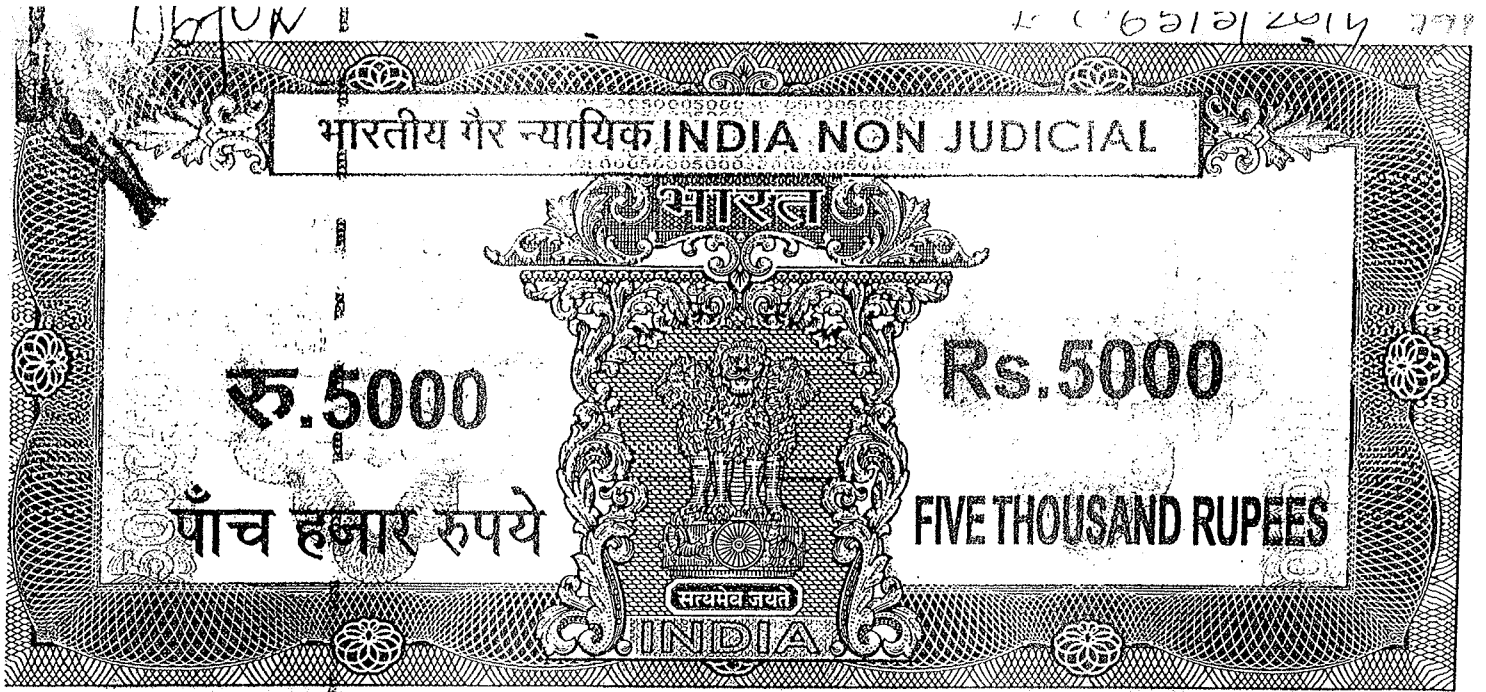 भारतीय गैर न्यायिक INDIA NON JUDICIAL
भारत
रु.5000
Rs.5000
पाँच हजार रुपये
FIVE THOUSAND RUPEES
सत्यमेव जयते
INDIA